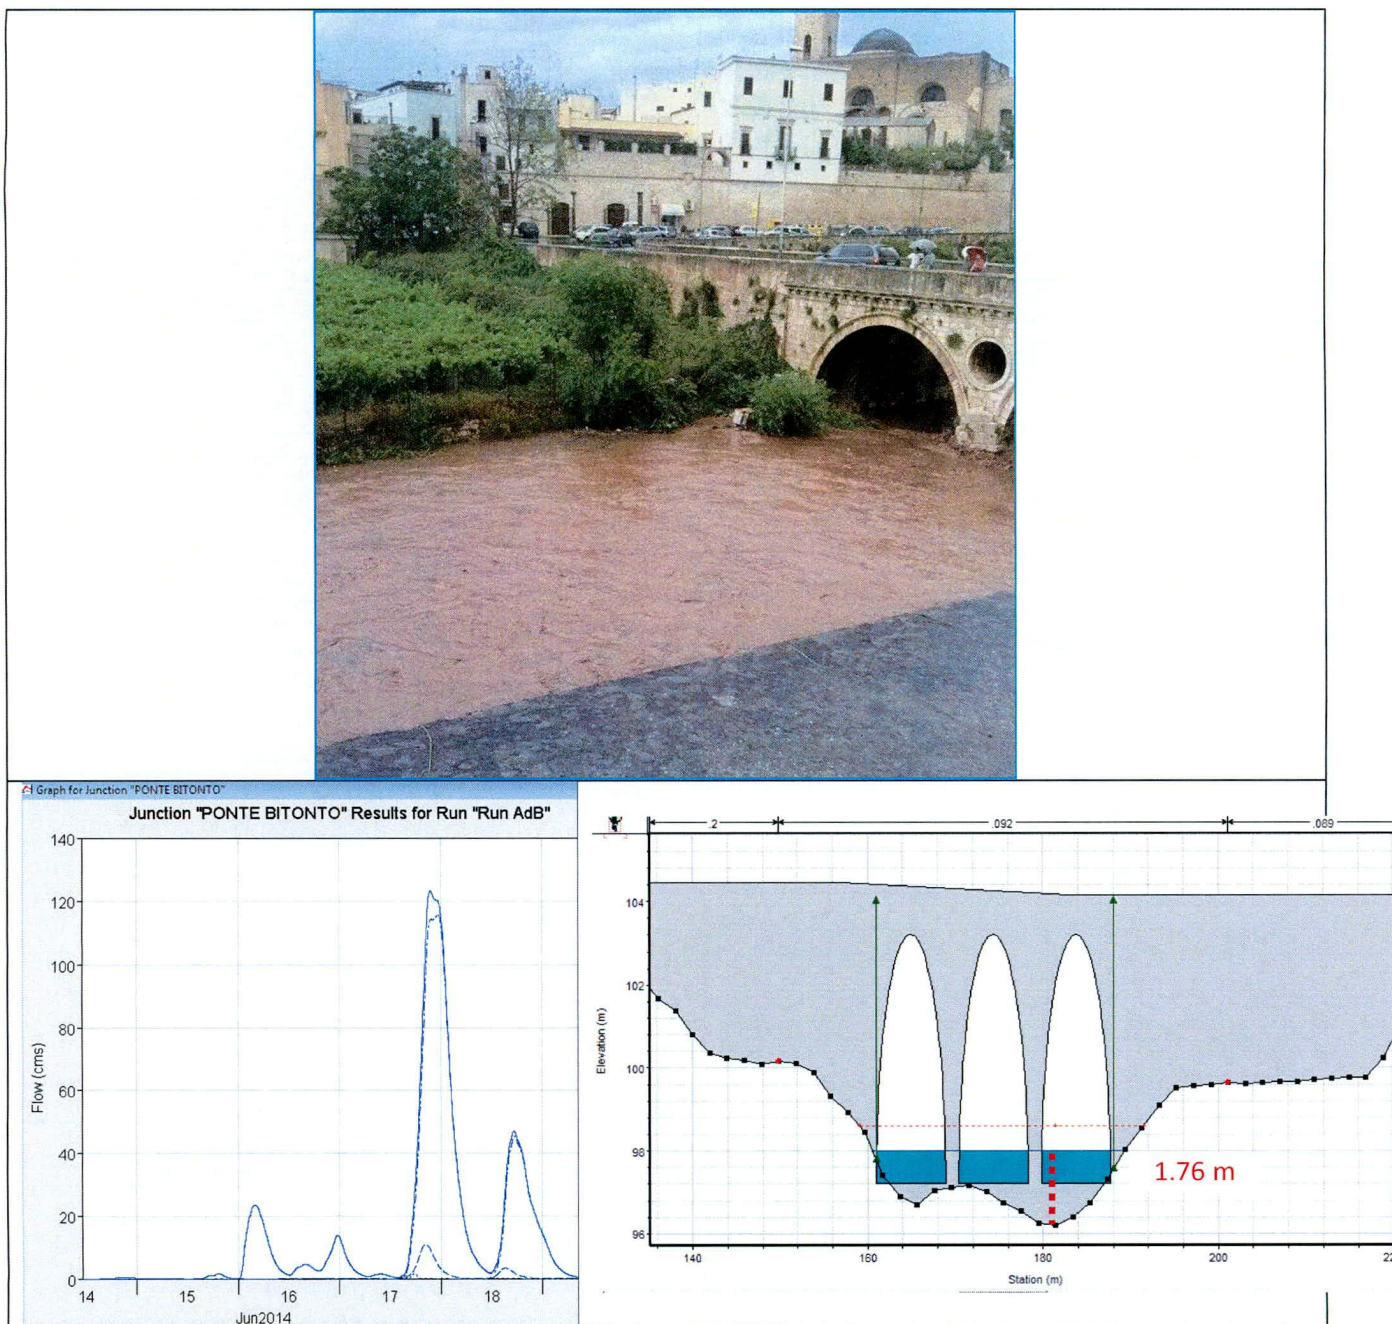 Graph for Junction "PONTE BITONTO"
Junction "PONTE BITONTO" Results for Run "Run AdB"
140
120
100
80
60
40
20
0
Flow (cms)
14 15 16 17 18
Jun2014
.2 .092 .089
104
102
100
98
96
Elevation (m)
1.76 m
140 160 180 200 22
Station (m)